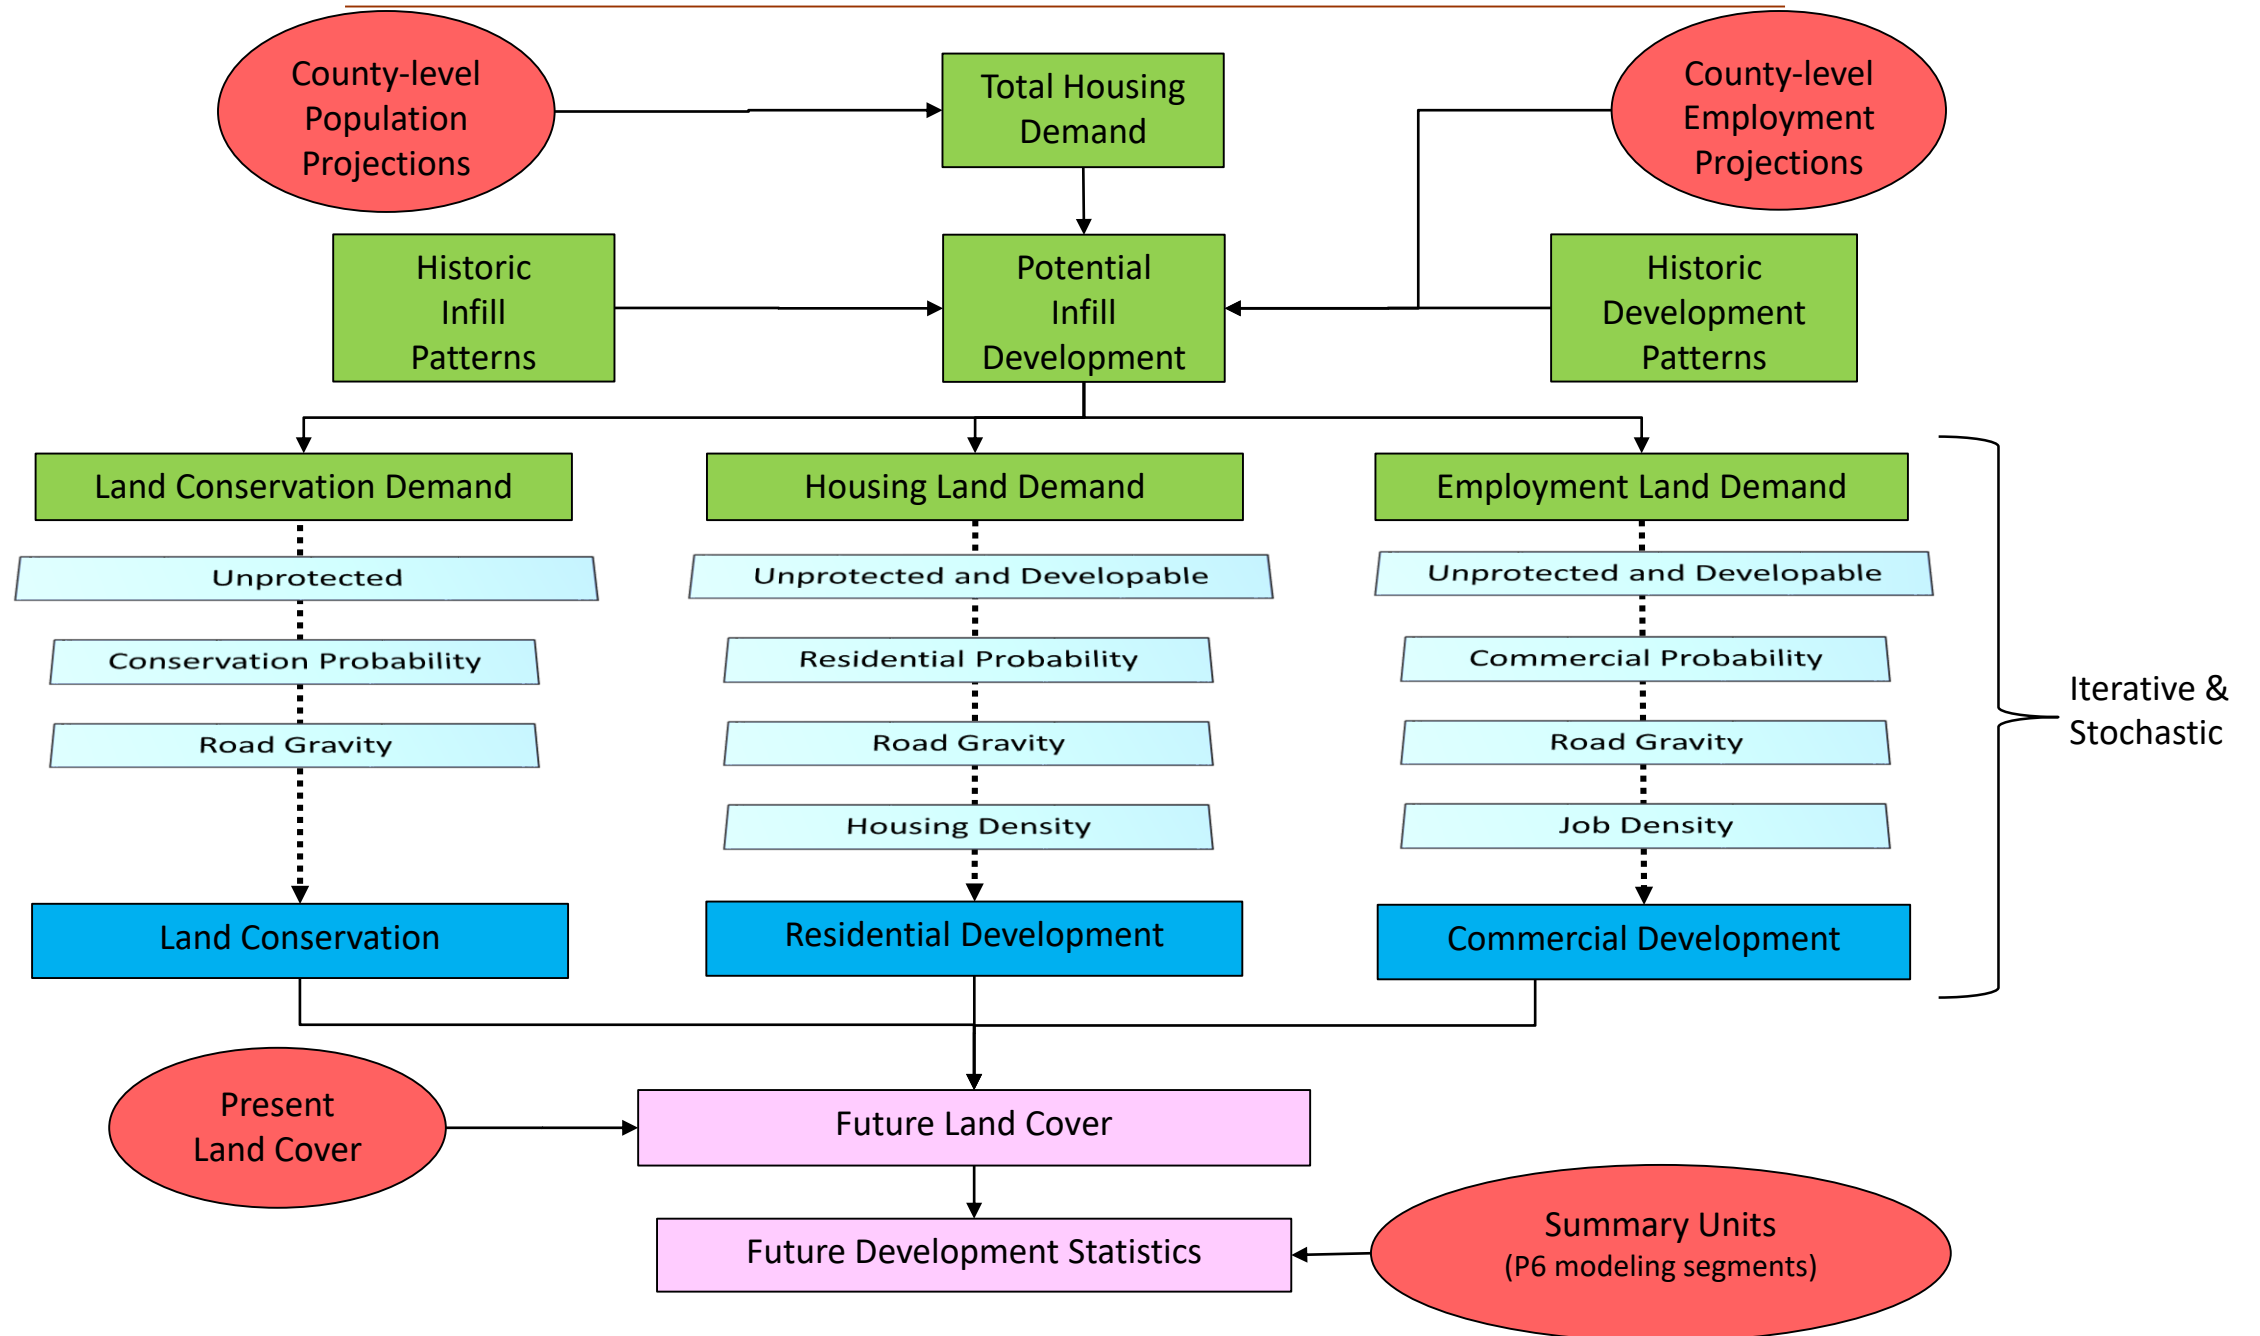 County-level
Population
Projections
Total Housing
Demand
County-level
Employment
Projections
Historic
Infill
Patterns
Potential
Infill
Development
Historic
Development
Patterns
Land Conservation Demand
Housing Land Demand
Employment Land Demand
Unprotected
Unprotected and Developable
Unprotected and Developable
Conservation Probability
Residential Probability
Commercial Probability
Road Gravity
Road Gravity
Road Gravity
Housing Density
Job Density
Iterative &
Stochastic
Land Conservation
Residential Development
Commercial Development
Present
Land Cover
Future Land Cover
Future Development Statistics
Summary Units
(P6 modeling segments)